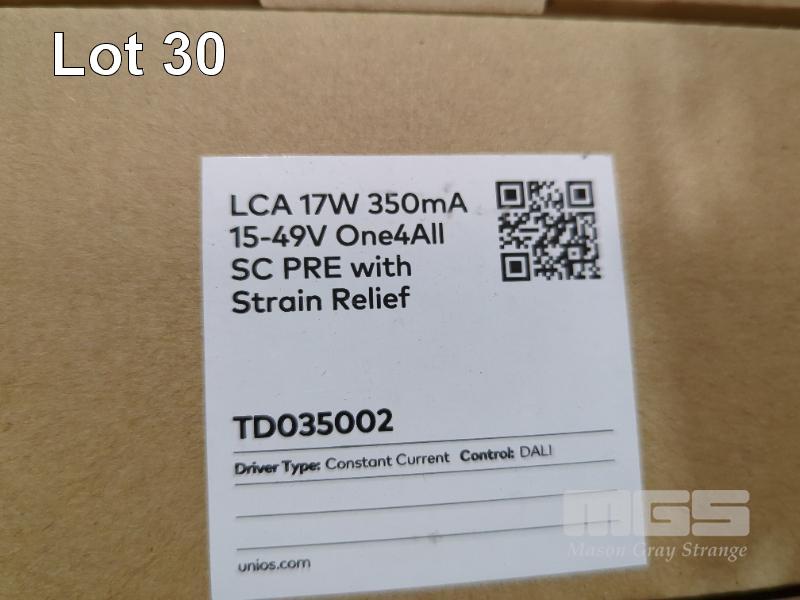 Lot 30
LCA 17W 350mA
15-49V One4All
SC PRE with
Strain Relief
TD035002
Driver Type: Constant Current Control: DALI
unios.com
MGS
Mason Gray Strange